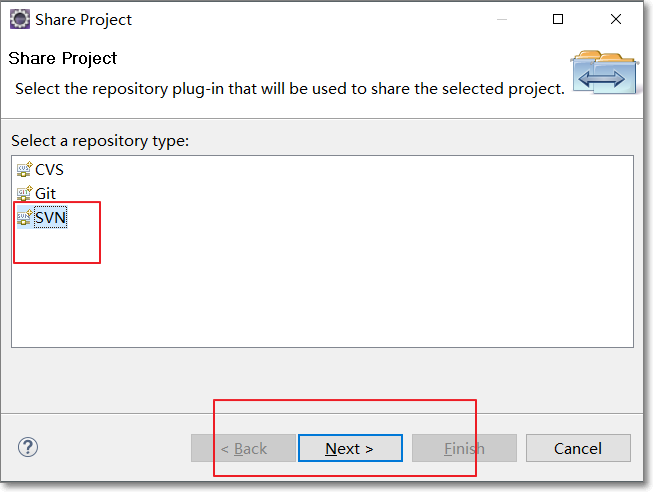 Share Project
Share Project
Select the repository plug-in that will be used to share the selected project.
Select a repository type:
CVS
Git
SVN
< Back
Next >
Finish
Cancel